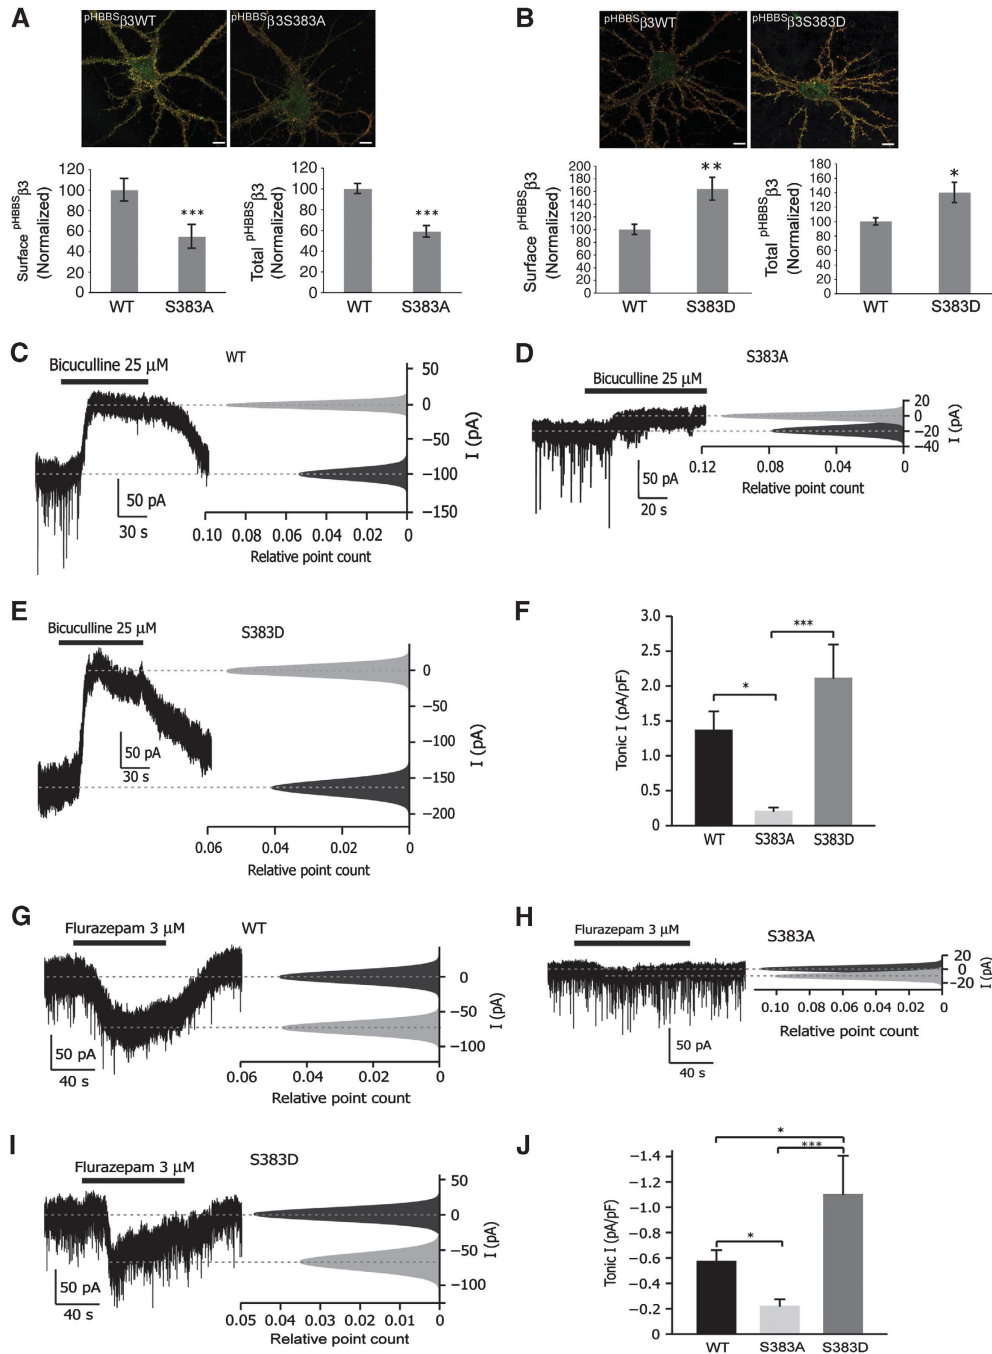 A
pHBBSβ3WT
pHBBSβ3S383A
Surface pHBBSβ3
(Normalized)
120
100
80
60
40
20
0
***
WT
S383A
Total pHBBSβ3
(Normalized)
120
100
80
60
40
20
0
***
WT
S383A
B
pHBBSβ3WT
pHBBSβ3S383D
Surface pHBBSβ3
(Normalized)
200
180
160
140
120
100
80
60
40
20
0
**
WT
S383D
Total pHBBSβ3
(Normalized)
180
160
140
120
100
80
60
40
20
0
*
WT
S383D
C
WT
Bicuculline 25 μM
50 pA
30 s
50
0
−50
−100
−150
I (pA)
0.10 0.08 0.06 0.04 0.02 0
Relative point count
D
S383A
Bicuculline 25 μM
50 pA
20 s
20
0
−20
−40
I (pA)
0.12 0.08 0.04 0
Relative point count
E
S383D
Bicuculline 25 μM
50 pA
30 s
0
−50
−100
−150
−200
I (pA)
0.06 0.04 0.02 0
Relative point count
F
Tonic I (pA/pF)
3.0
2.5
2.0
1.5
1.0
0.5
0
*
***
WT
S383A
S383D
G
Flurazepam 3 μM
WT
50 pA
40 s
0
−50
−100
I (pA)
0.06 0.04 0.02 0
Relative point count
H
Flurazepam 3 μM
S383A
50 pA
40 s
20
0
−20
I (pA)
0.10 0.08 0.06 0.04 0.02 0
Relative point count
I
S383D
Flurazepam 3 μM
50 pA
40 s
50
0
−50
−100
I (pA)
0.05 0.04 0.03 0.02 0.01 0
Relative point count
J
Tonic I (pA/pF)
−1.4
−1.2
−1.0
−0.8
−0.6
−0.4
−0.2
0
*
***
*
WT
S383A
S383D